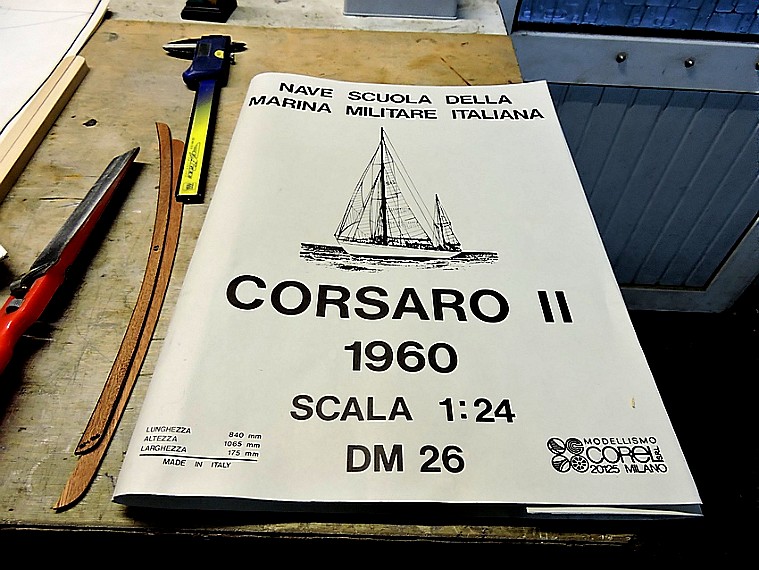 NAVE SCUOLA DELLA
MARINA MILITARE ITALIANA
CORSARO II
1960
SCALA 1:24
DM 26
LUNGHEZZA 840 mm
ALTEZZA 1065 mm
LARGHEZZA 175 mm
MADE IN ITALY
MODELLISMO
COREL SRL
20125 MILANO